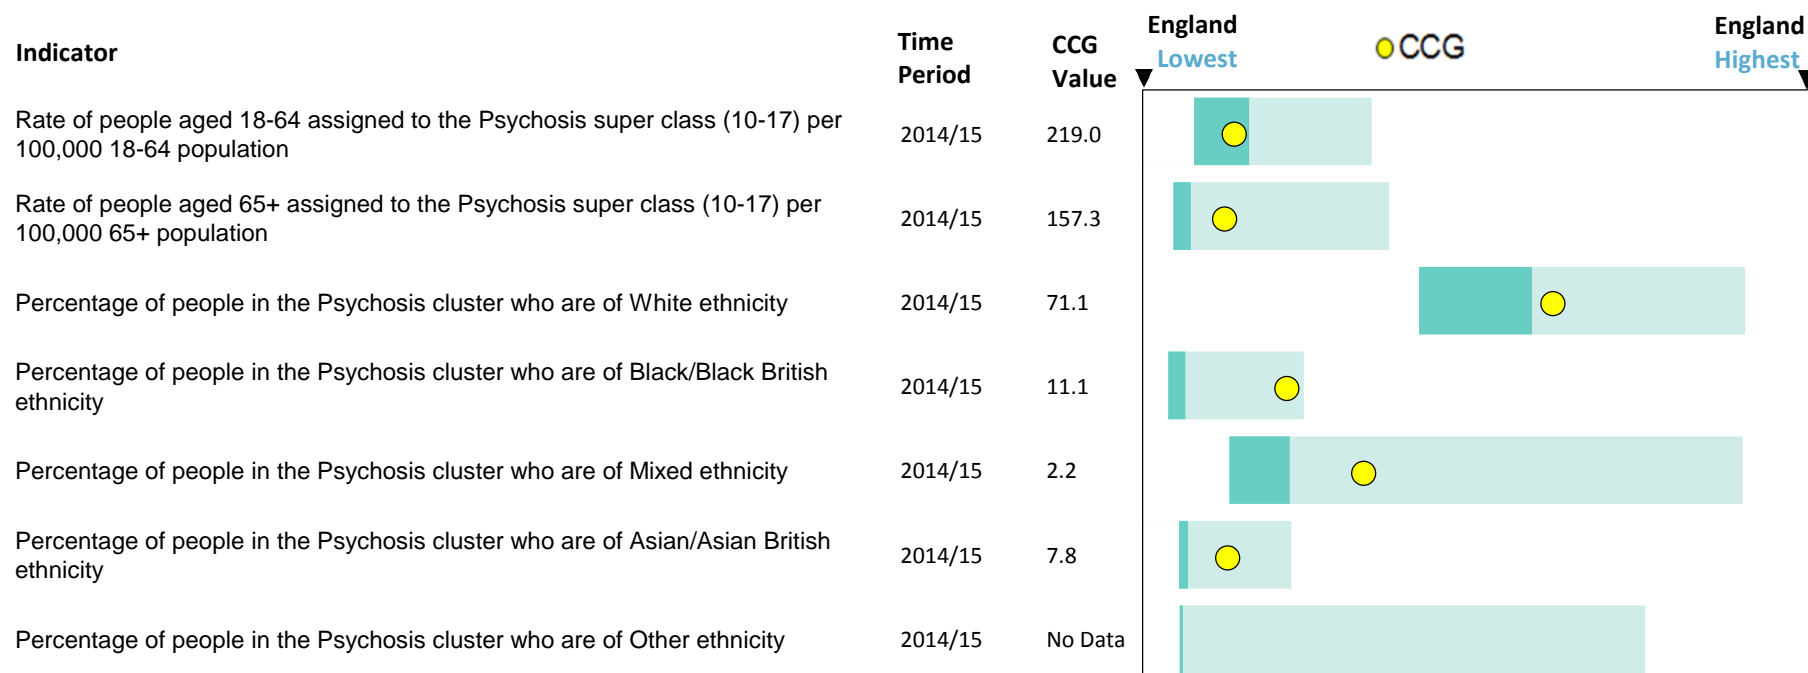 Indicator
Time Period
CCG Value
England Lowest
CCG
England Highest
Rate of people aged 18-64 assigned to the Psychosis super class (10-17) per
100,000 18-64 population
2014/15
219.0
Rate of people aged 65+ assigned to the Psychosis super class (10-17) per
100,000 65+ population
2014/15
157.3
Percentage of people in the Psychosis cluster who are of White ethnicity
2014/15
71.1
Percentage of people in the Psychosis cluster who are of Black/Black British
ethnicity
2014/15
11.1
Percentage of people in the Psychosis cluster who are of Mixed ethnicity
2014/15
2.2
Percentage of people in the Psychosis cluster who are of Asian/Asian British
ethnicity
2014/15
7.8
Percentage of people in the Psychosis cluster who are of Other ethnicity
2014/15
No Data